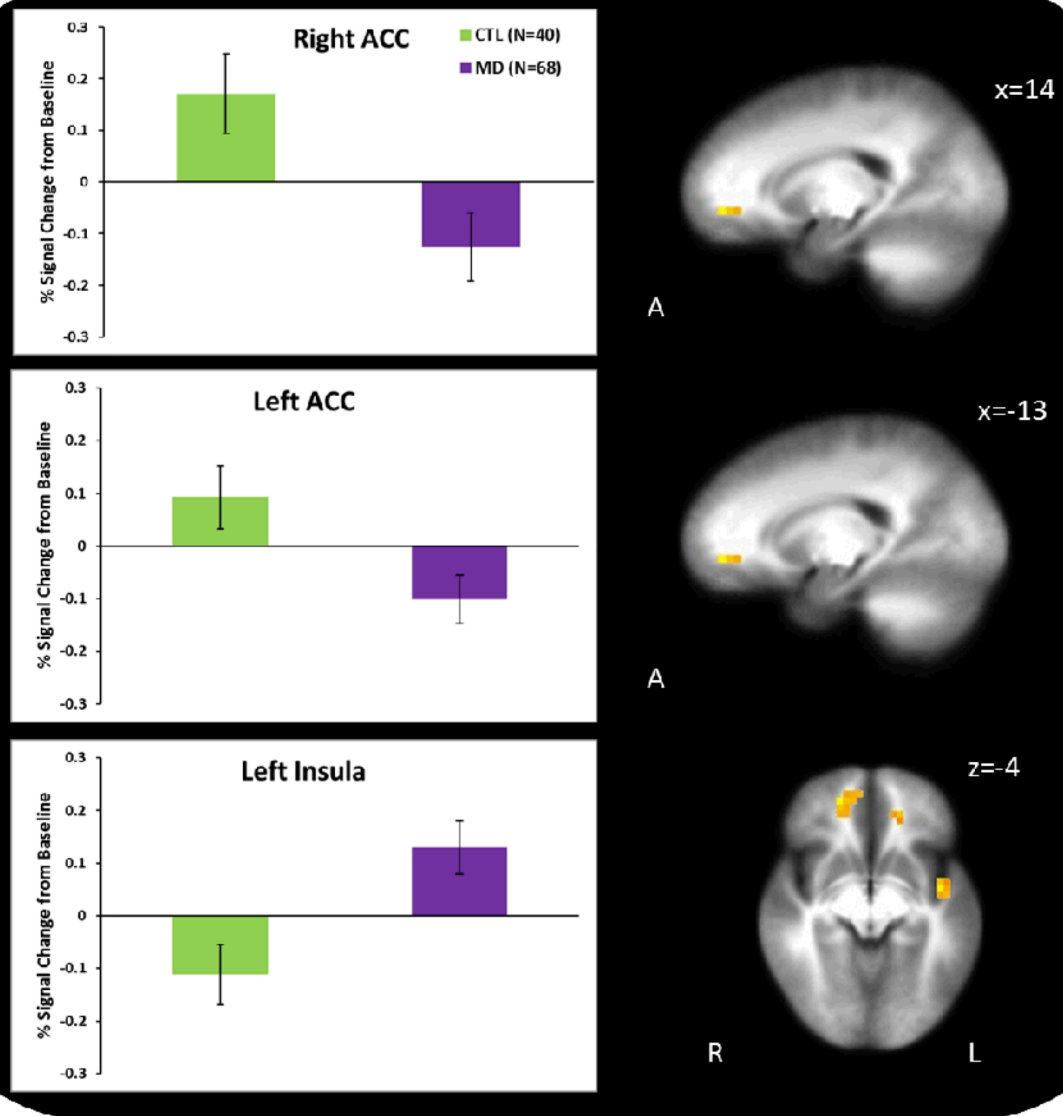 Right ACC
CTL (N=40)
MD (N=68)
% Signal Change from Baseline
0.3
0.2
0.1
0
-0.1
-0.2
-0.3
x=14
A
Left ACC
% Signal Change from Baseline
0.3
0.2
0.1
0
-0.1
-0.2
-0.3
x=-13
A
Left Insula
% Signal Change from Baseline
0.3
0.2
0.1
0
-0.1
-0.2
-0.3
z=-4
R
L